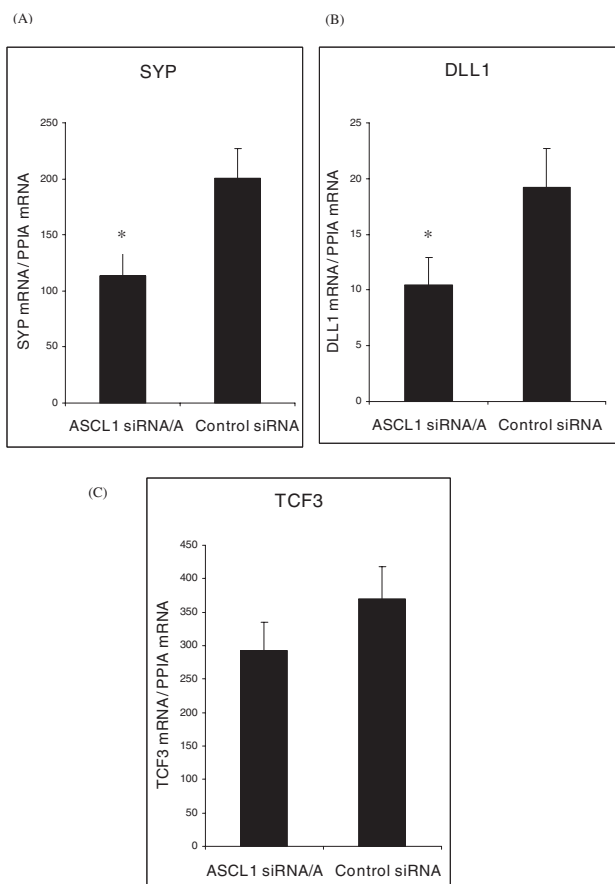 (A)
(B)
SYP
DLL1
SYP mRNA/PPIA mRNA
250
200
150
100
50
0
*
ASCL1 siRNA/A Control siRNA
DLL1 mRNA/PPIA mRNA
25
20
15
10
5
0
*
ASCL1 siRNA/A Control siRNA
(C)
TCF3
TCF3 mRNA/PPIA mRNA
450
400
350
300
250
200
150
100
50
0
ASCL1 siRNA/A Control siRNA